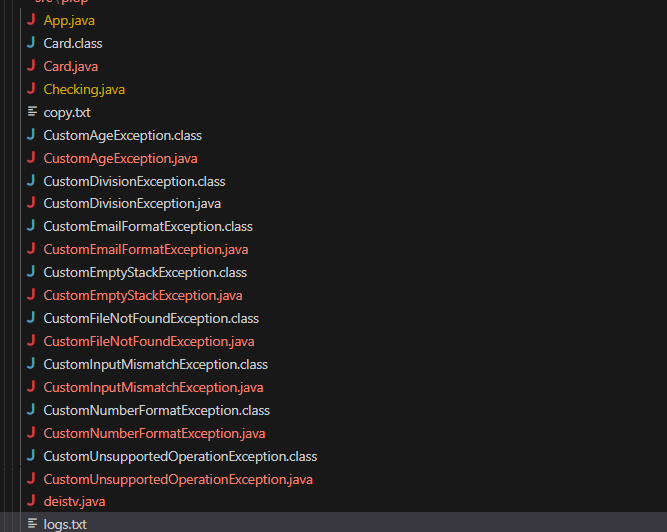 src\plop
App.java
Card.class
Card.java
Checking.java
copy.txt
CustomAgeException.class
CustomAgeException.java
CustomDivisionException.class
CustomDivisionException.java
CustomEmailFormatException.class
CustomEmailFormatException.java
CustomEmptyStackException.class
CustomEmptyStackException.java
CustomFileNotFoundException.class
CustomFileNotFoundException.java
CustomInputMismatchException.class
CustomInputMismatchException.java
CustomNumberFormatException.class
CustomNumberFormatException.java
CustomUnsupportedOperationException.class
CustomUnsupportedOperationException.java
deistv.java
logs.txt